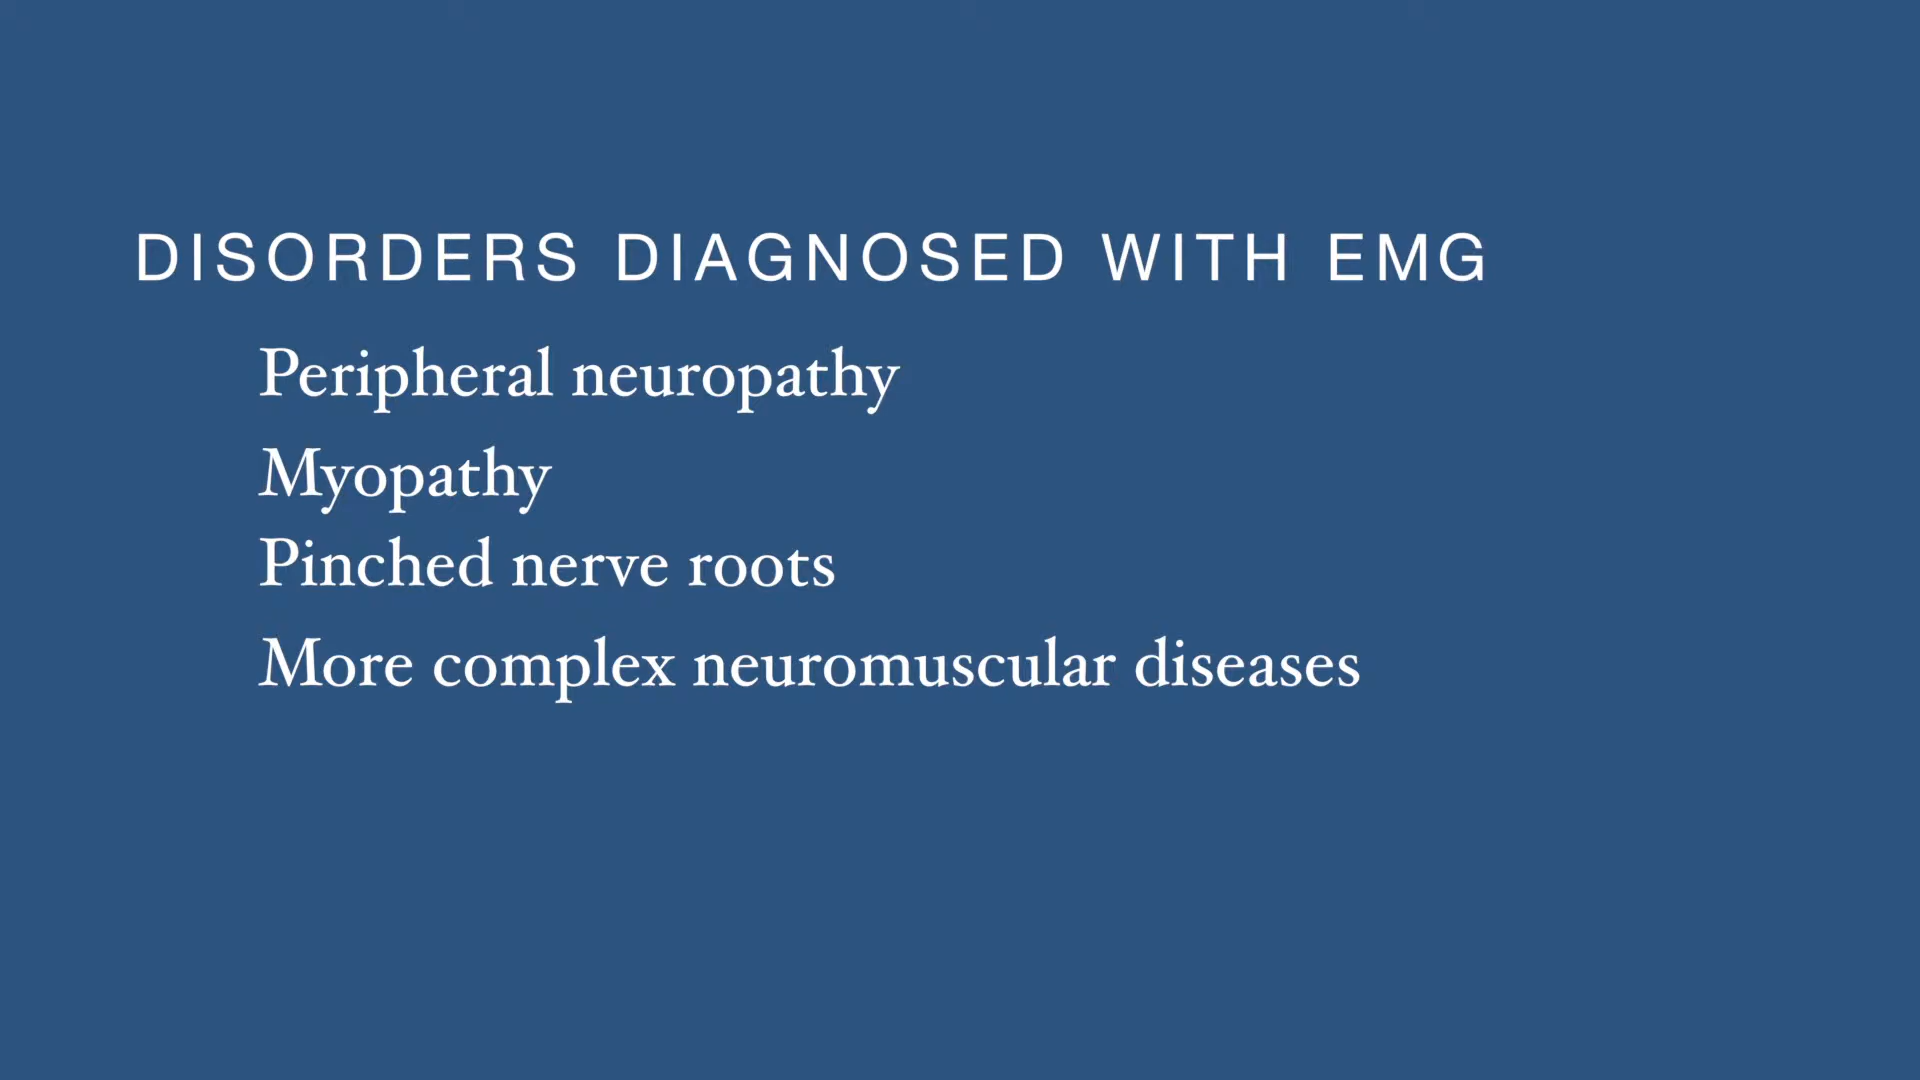 DISORDERS DIAGNOSED WITH EMG
Peripheral neuropathy
Myopathy
Pinched nerve roots
More complex neuromuscular diseases